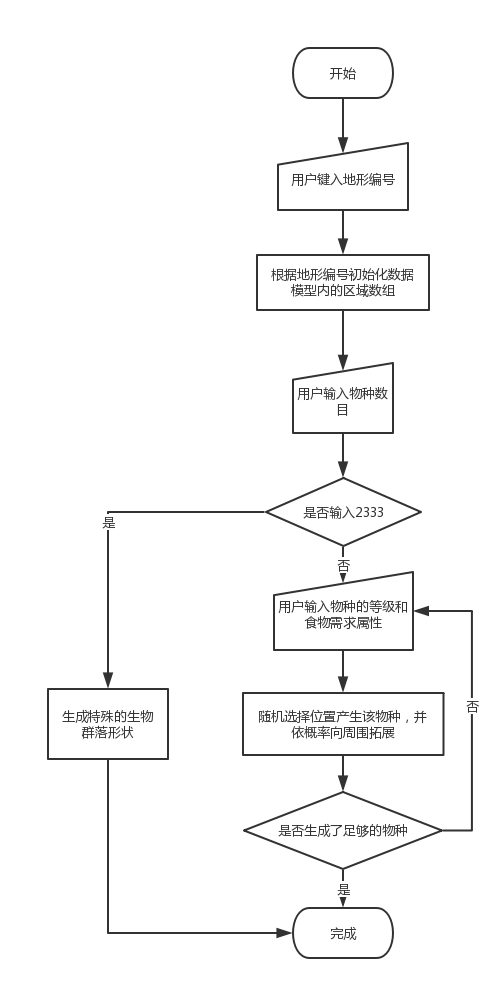 开始
用户键入地形编号
根据地形编号初始化数据
模型内的区域数组
用户输入物种数
目
是否输入2333
是
否
用户输入物种的等级和
食物需求属性
生成特殊的生物
群落形状
随机选择位置产生该物种，并
依概率向周围拓展
否
是否生成了足够的物种
是
完成